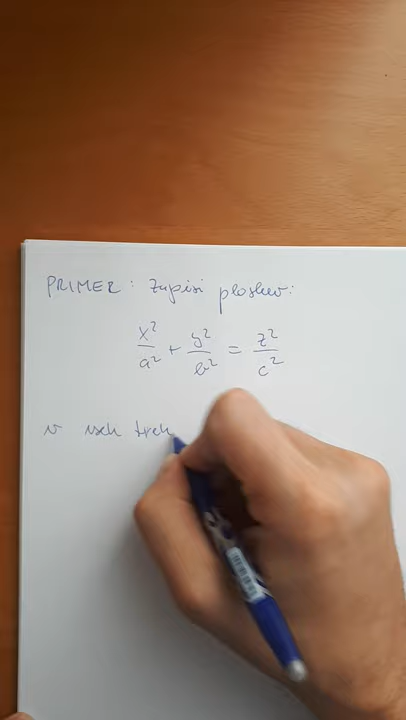 PRIMER: Zapiši ploskev:
x²/a² + y²/b² = z²/c²
v vseh treh